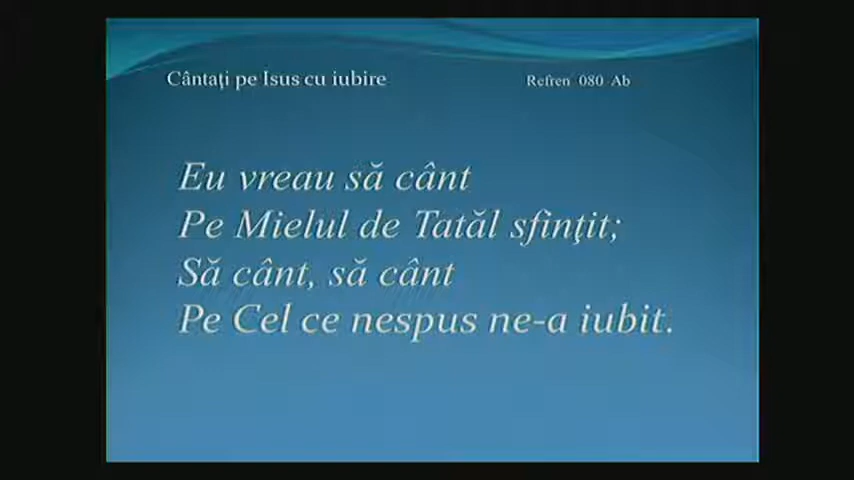 Cântați pe Isus cu iubire
Refren 080 Ab
Eu vreau să cânt
Pe Mielul de Tatăl sfinţit;
Să cânt, să cânt
Pe Cel ce nespus ne-a iubit.